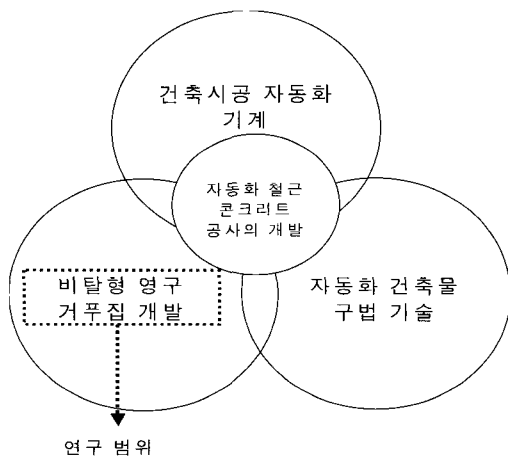 건축시공 자동화
기계
자동화 철근
콘크리트
공사의 개발
비탈형 영구
거푸집 개발
자동화 건축물
구법 기술
연구 범위